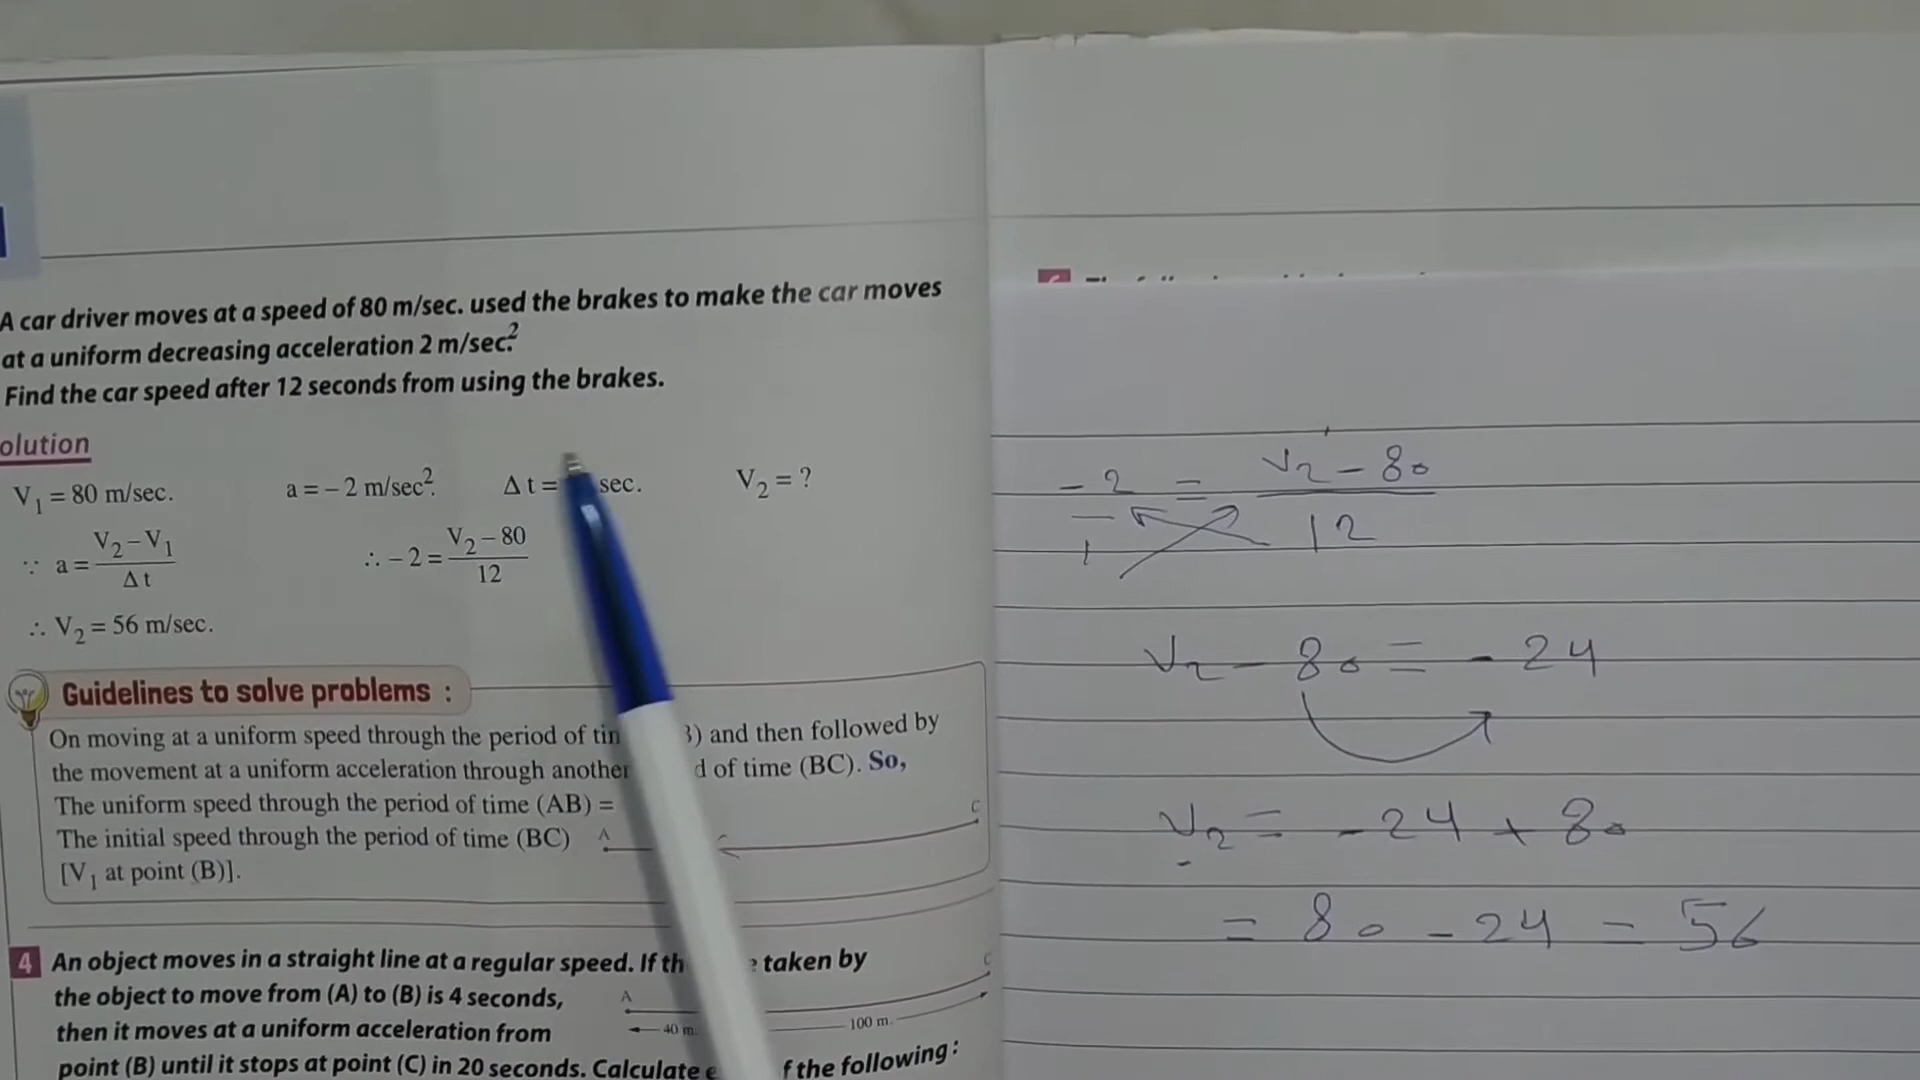 A car driver moves at a speed of 80 m/sec. used the brakes to make the car moves
at a uniform decreasing acceleration 2 m/sec.²
Find the car speed after 12 seconds from using the brakes.
olution
V₁ = 80 m/sec. a = – 2 m/sec². Δ t = sec. V₂ = ?
∵ a = (V₂ – V₁) / Δ t ∴ – 2 = (V₂ – 80) / 12
∴ V₂ = 56 m/sec.
Guidelines to solve problems :
On moving at a uniform speed through the period of ) and then followed by
the movement at a uniform acceleration through another d of time (BC). So,
The uniform speed through the period of time (AB) =
The initial speed through the period of time (BC)
[V₁ at point (B)].
A C
4 An object moves in a straight line at a regular speed. If taken by
the object to move from (A) to (B) is 4 seconds,
then it moves at a uniform acceleration from
point (B) until it stops at point (C) in 20 seconds. Calculate f the following:
A C
40 m. 100 m.
-2 / 1 = (V2 - 80) / 12
V2 - 80 = - 24
V2 = - 24 + 80
= 80 - 24 = 56